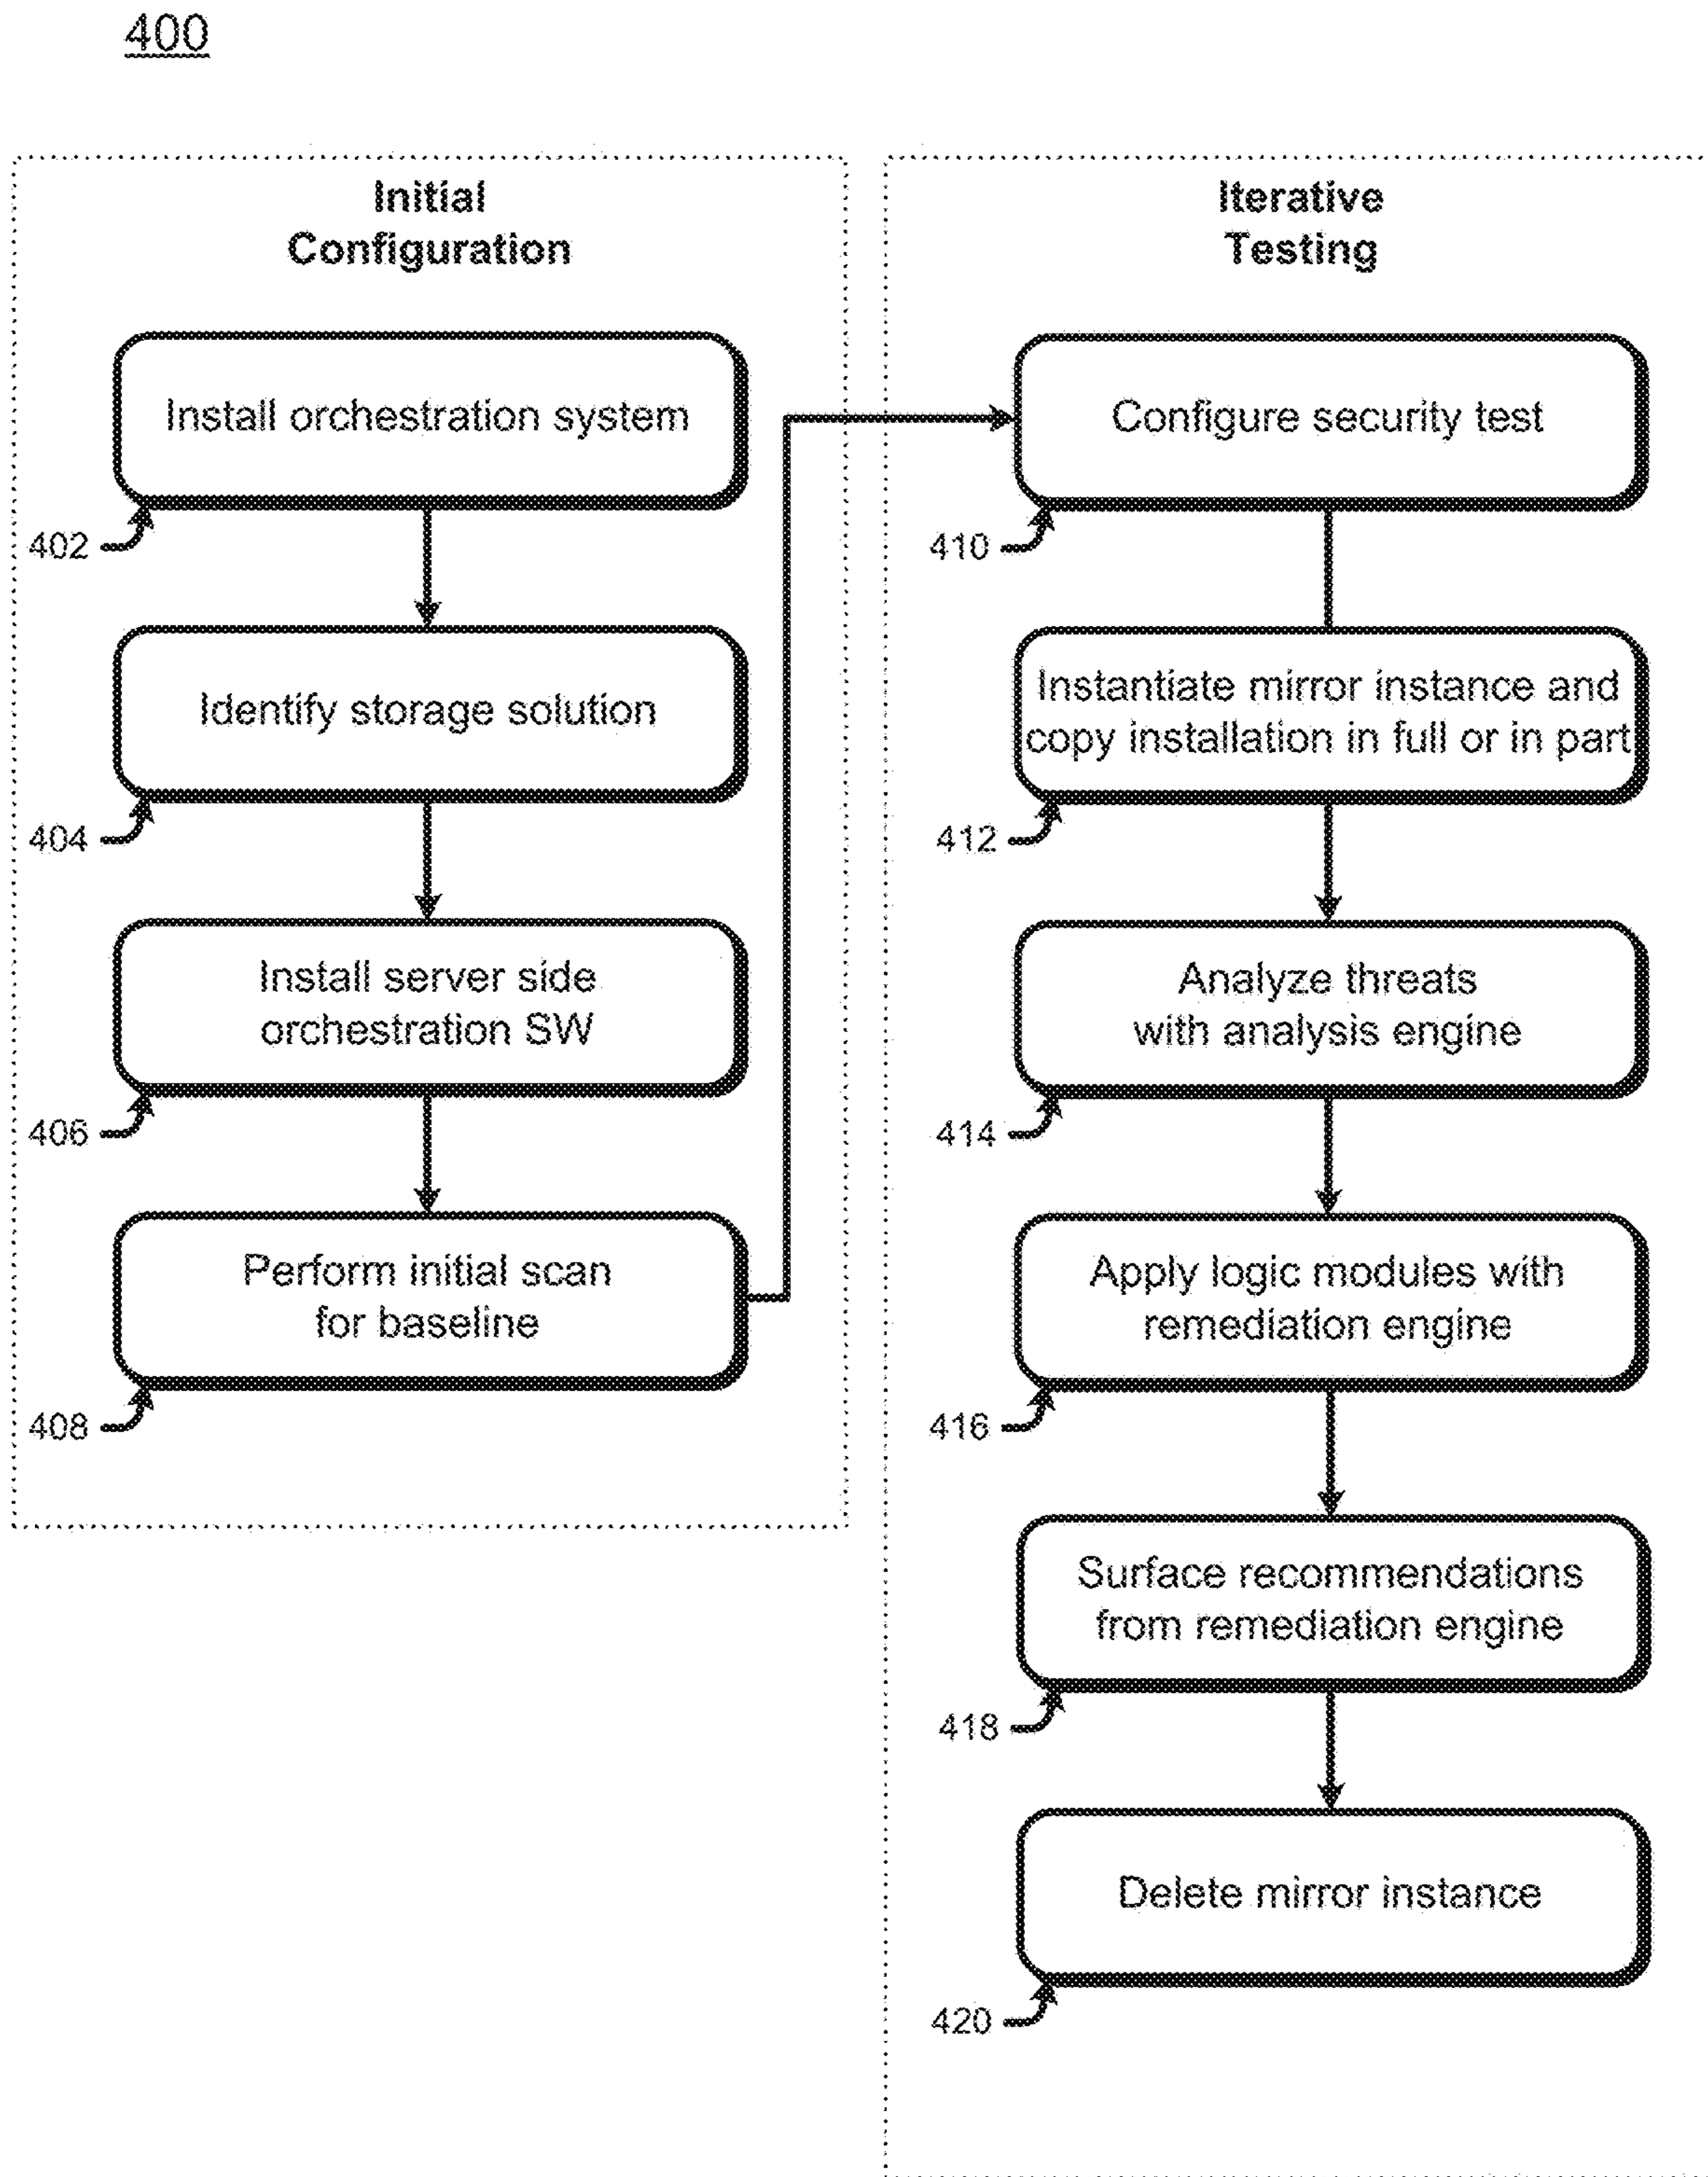 400
Initial
Configuration
Install orchestration system
402
Identify storage solution
404
Install server side
orchestration SW
406
Perform initial scan
for baseline
408
Iterative
Testing
Configure security test
410
Instantiate mirror instance and
copy installation in full or in part
412
Analyze threats
with analysis engine
414
Apply logic modules with
remediation engine
416
Surface recommendations
from remediation engine
418
Delete mirror instance
420